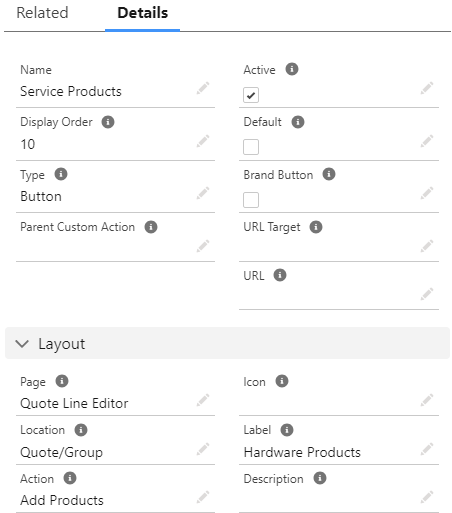 Related Details
Name Active
Service Products
Display Order Default
10
Type Brand Button
Button
Parent Custom Action URL Target
URL
Layout
Page Icon
Quote Line Editor
Location Label
Quote/Group Hardware Products
Action Description
Add Products